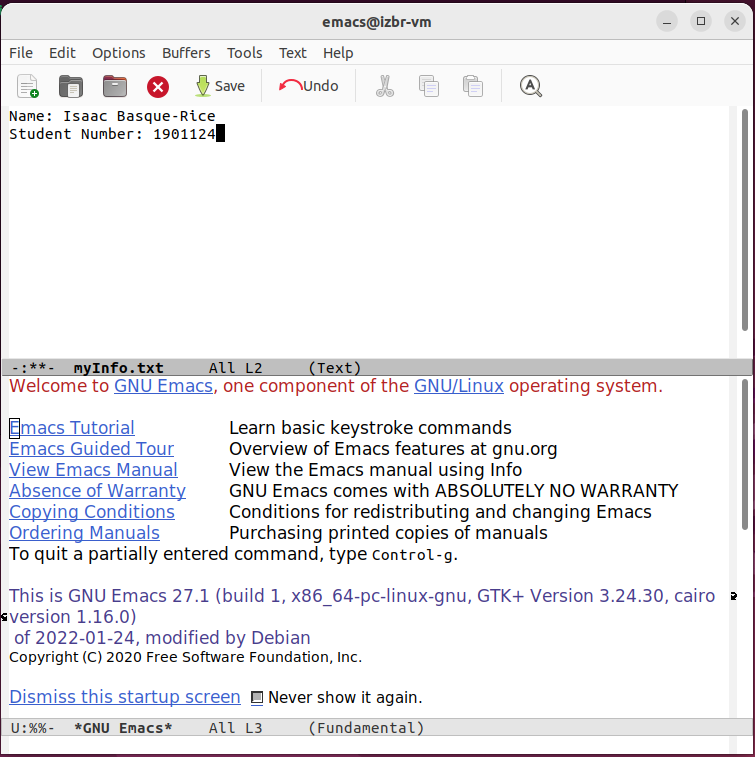 emacs@izbr-vm
File Edit Options Buffers Tools Text Help
Save Undo
Name: Isaac Basque-Rice
Student Number: 1901124
-:**-  myInfo.txt     All L2     (Text)
Welcome to GNU Emacs, one component of the GNU/Linux operating system.
Emacs Tutorial Learn basic keystroke commands
Emacs Guided Tour Overview of Emacs features at gnu.org
View Emacs Manual View the Emacs manual using Info
Absence of Warranty GNU Emacs comes with ABSOLUTELY NO WARRANTY
Copying Conditions Conditions for redistributing and changing Emacs
Ordering Manuals Purchasing printed copies of manuals
To quit a partially entered command, type Control-g.
This is GNU Emacs 27.1 (build 1, x86_64-pc-linux-gnu, GTK+ Version 3.24.30, cairo
version 1.16.0)
of 2022-01-24, modified by Debian
Copyright (C) 2020 Free Software Foundation, Inc.
Dismiss this startup screen Never show it again.
U:%%-  *GNU Emacs*    All L3     (Fundamental)